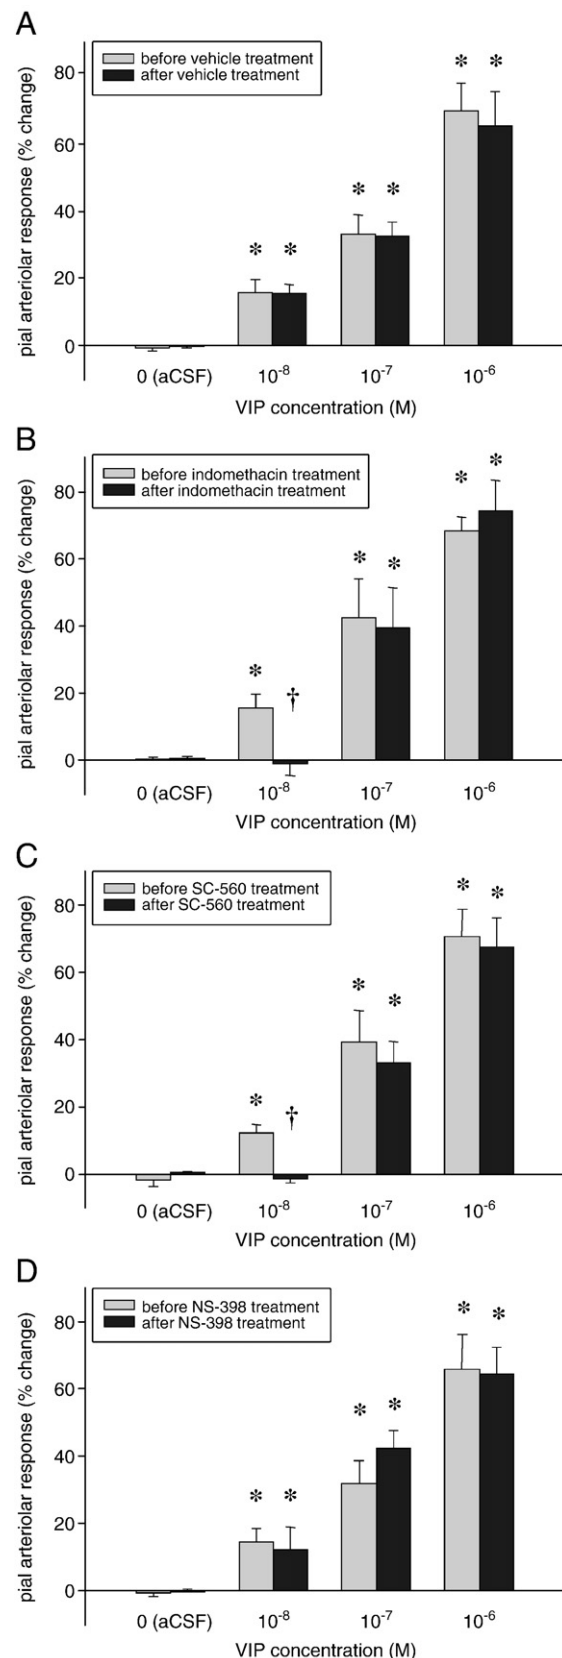 A
before vehicle treatment
after vehicle treatment
pial arteriolar response (% change)
80
60
40
20
0
* * * * * *
0 (aCSF) 10-8 10-7 10-6
VIP concentration (M)
B
before indomethacin treatment
after indomethacin treatment
pial arteriolar response (% change)
80
60
40
20
0
* † * * * *
0 (aCSF) 10-8 10-7 10-6
VIP concentration (M)
C
before SC-560 treatment
after SC-560 treatment
pial arteriolar response (% change)
80
60
40
20
0
* † * * * *
0 (aCSF) 10-8 10-7 10-6
VIP concentration (M)
D
before NS-398 treatment
after NS-398 treatment
pial arteriolar response (% change)
80
60
40
20
0
* * * * * *
0 (aCSF) 10-8 10-7 10-6
VIP concentration (M)